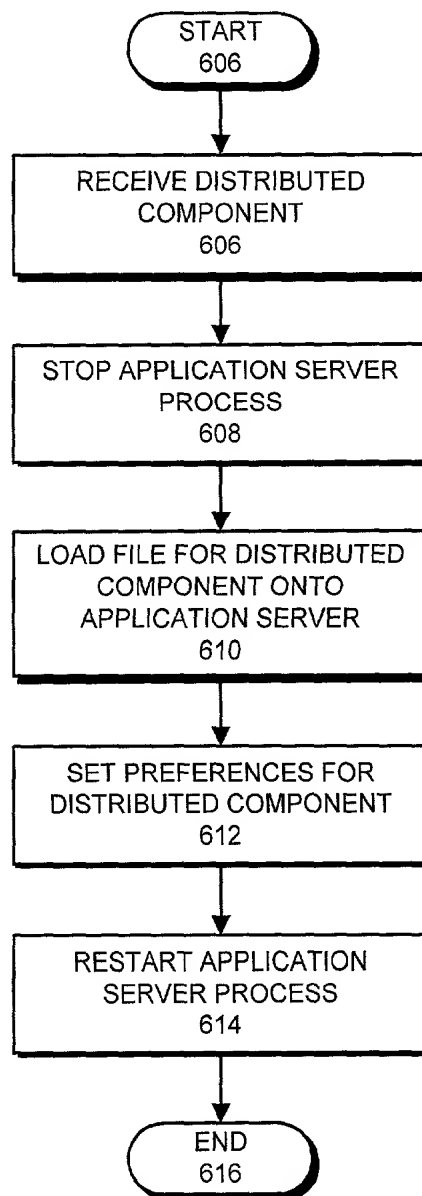 START
606
RECEIVE DISTRIBUTED
COMPONENT
606
STOP APPLICATION SERVER
PROCESS
608
LOAD FILE FOR DISTRIBUTED
COMPONENT ONTO
APPLICATION SERVER
610
SET PREFERENCES FOR
DISTRIBUTED COMPONENT
612
RESTART APPLICATION
SERVER PROCESS
614
END
616